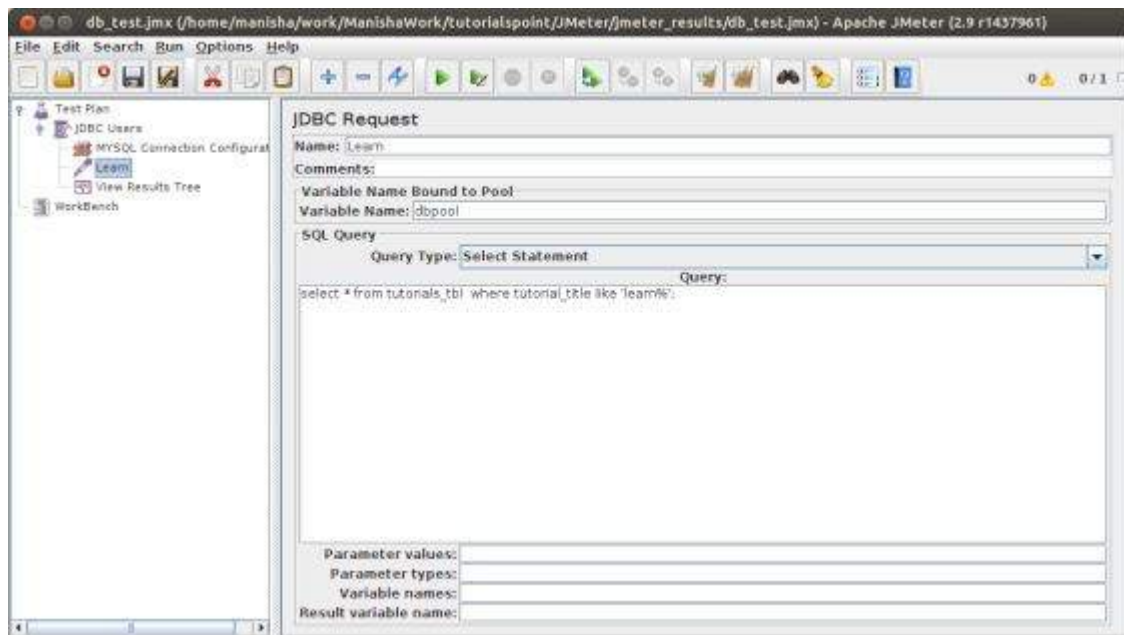 db_test.jmx (/home/manisha/work/ManishaWork/tutorialspoint/JMeter/jmeter_results/db_test.jmx) - Apache JMeter (2.9 r1437961)
File Edit Search Run Options Help
0 0 / 1
Test Plan
JDBC Users
MYSQL Connection Configurat
Learn
View Results Tree
WorkBench
JDBC Request
Name: Learn
Comments:
Variable Name Bound to Pool
Variable Name: dbpool
SQL Query
Query Type: Select Statement
Query:
select * from tutorials_tbl where tutorial_title like 'learn%';
Parameter values:
Parameter types:
Variable names:
Result variable name: